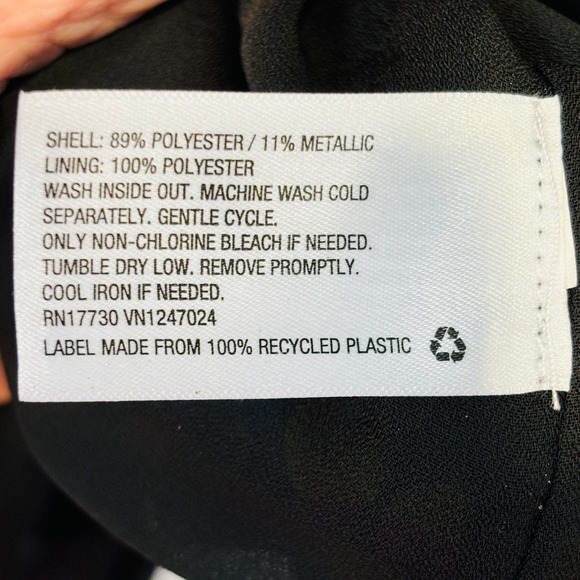 SHELL: 89% POLYESTER / 11% METALLIC
LINING: 100% POLYESTER
WASH INSIDE OUT. MACHINE WASH COLD
SEPARATELY. GENTLE CYCLE.
ONLY NON-CHLORINE BLEACH IF NEEDED.
TUMBLE DRY LOW. REMOVE PROMPTLY.
COOL IRON IF NEEDED.
RN17730 VN1247024
LABEL MADE FROM 100% RECYCLED PLASTIC